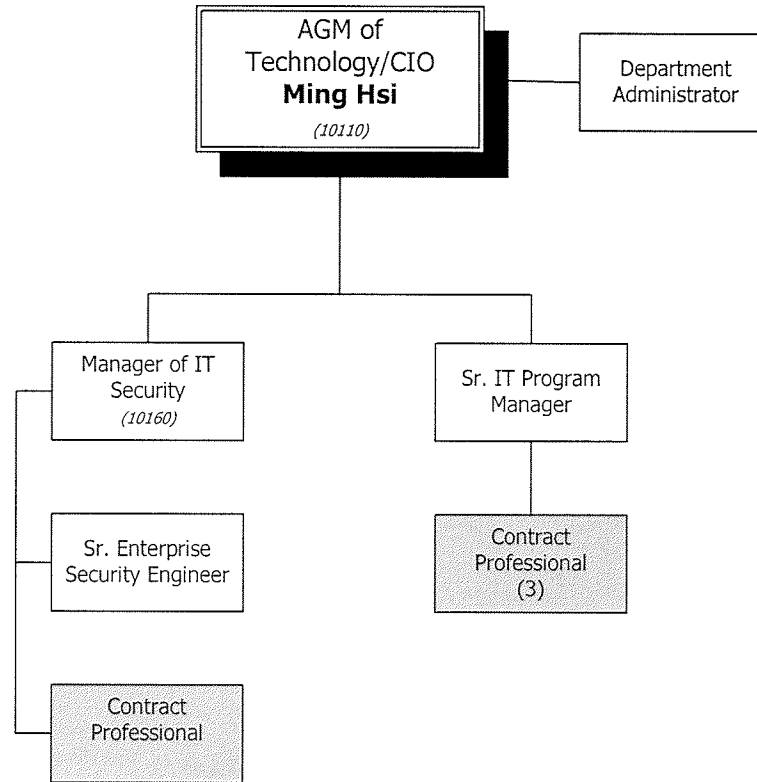 AGM of
Technology/CIO
Ming Hsi
(10110)
Department
Administrator
Manager of IT
Security
(10160)
Sr. IT Program
Manager
Sr. Enterprise
Security Engineer
Contract
Professional
(3)
Contract
Professional